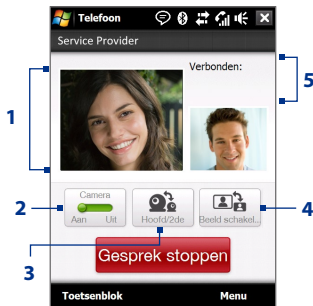 Telefoon
Service Provider
Verbonden:
1
5
Camera
Aan Uit
Hoofd/2de
Beeld schakel...
2
4
3
Gesprek stoppen
Toetsenblok Menu